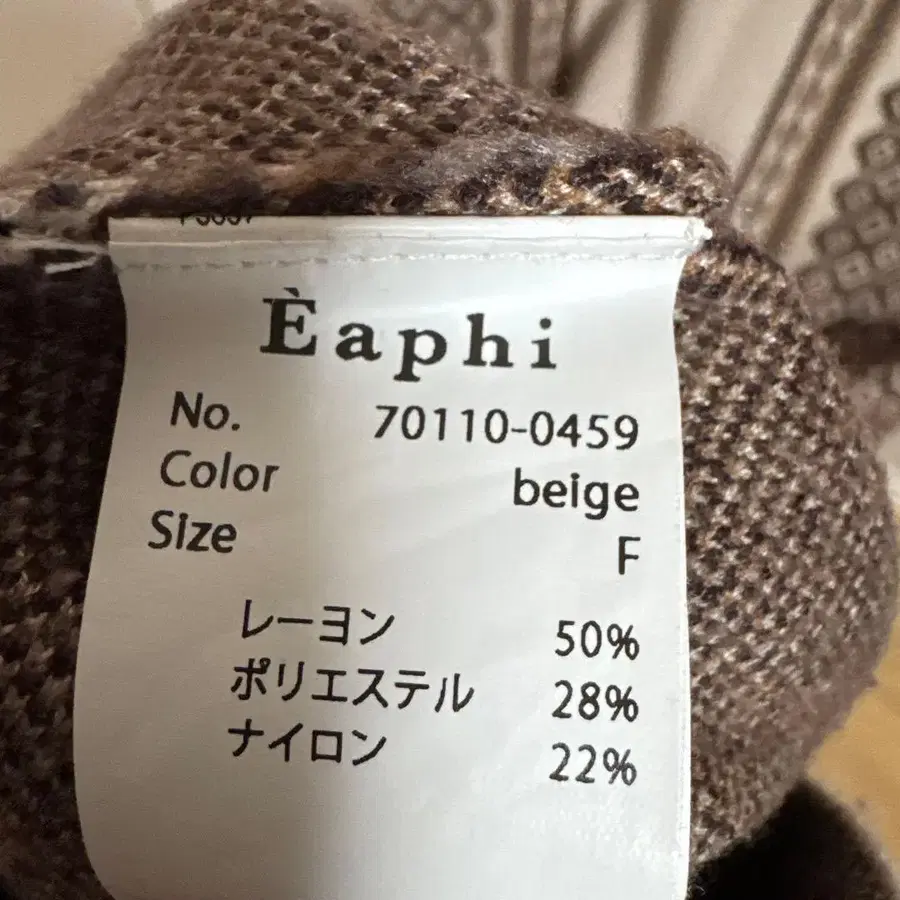 Èaphi
No. 70110-0459
Color beige
Size F
レーヨン 50%
ポリエステル 28%
ナイロン 22%